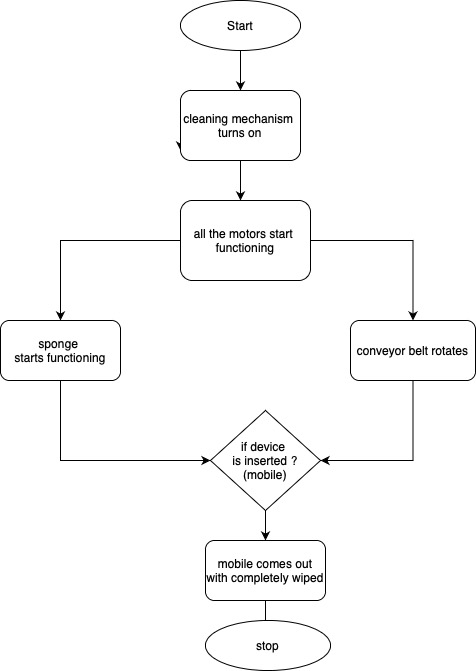 Start
cleaning mechanism
turns on
all the motors start
functioning
sponge
starts functioning
conveyor belt rotates
if device
is inserted ?
(mobile)
mobile comes out
with completely wiped
stop